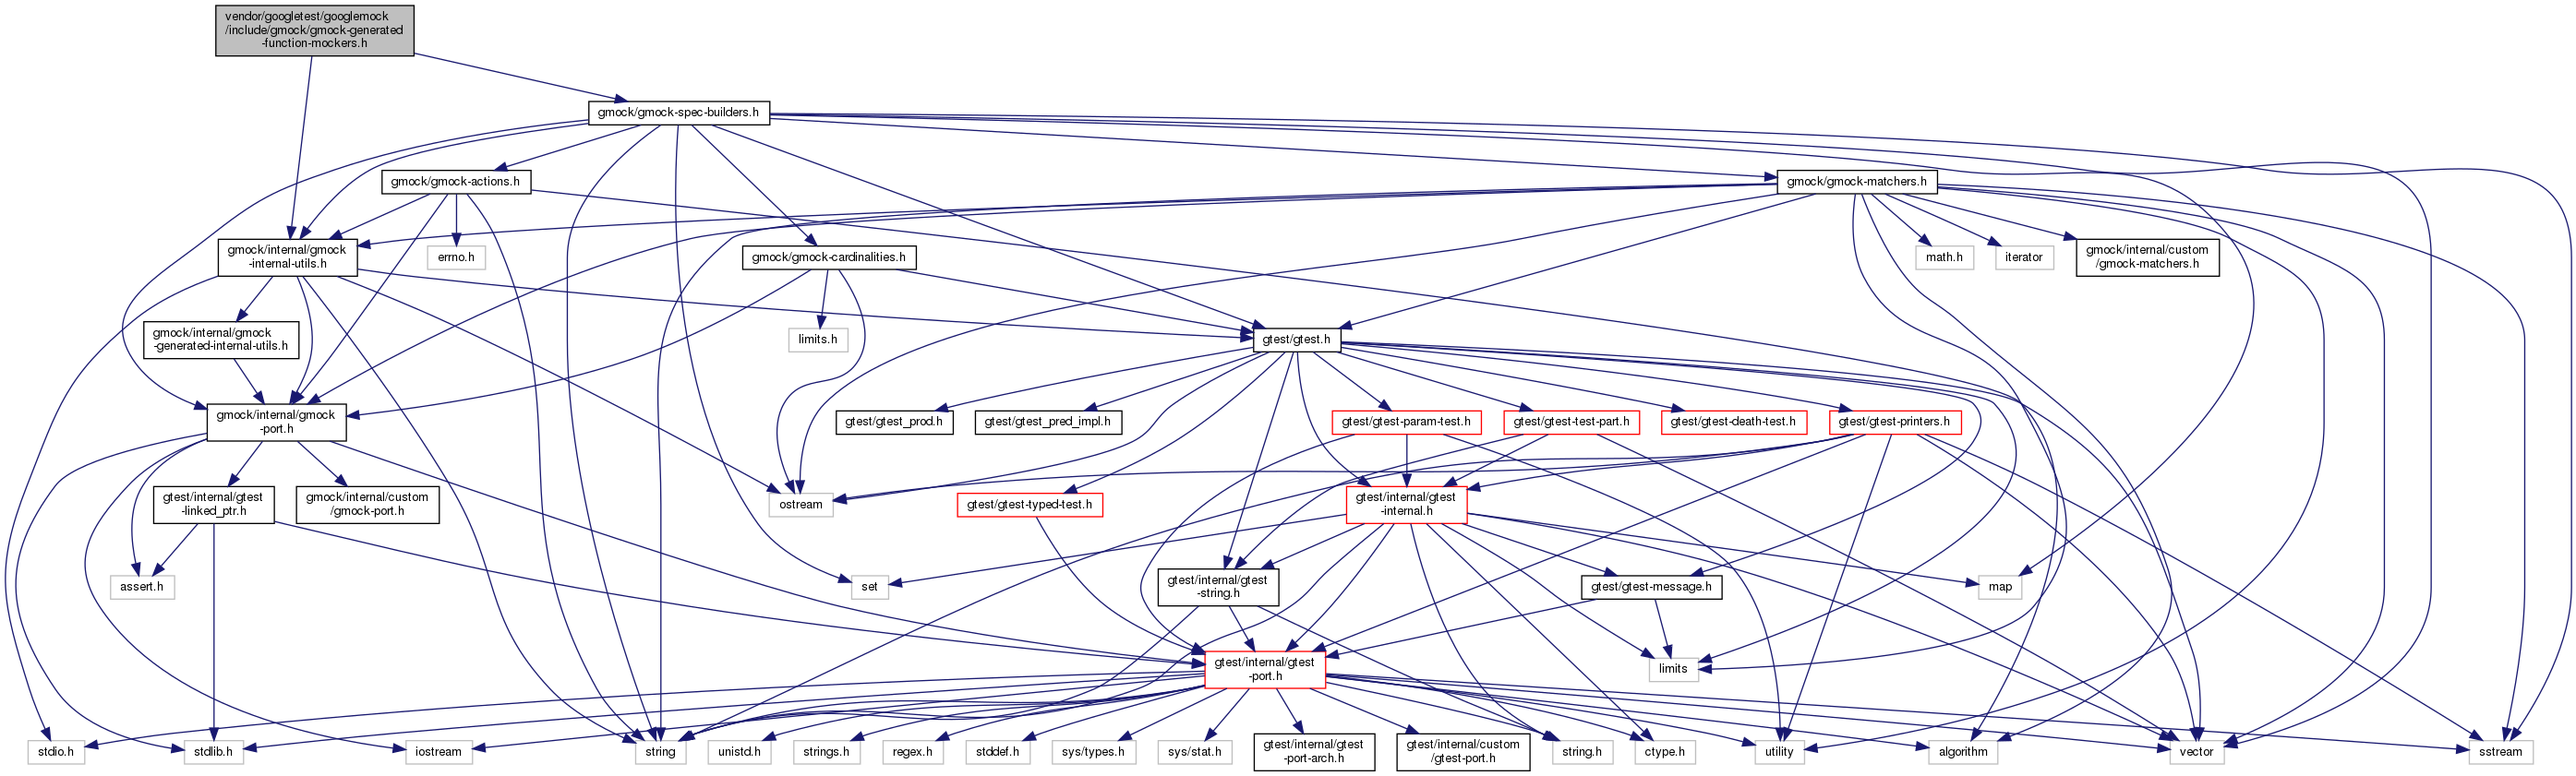 vendor/googletest/googlemock
/include/gmock/gmock-generated
-function-mockers.h
gmock/gmock-spec-builders.h
gmock/gmock-actions.h
gmock/gmock-matchers.h
gmock/internal/gmock
-internal-utils.h
errno.h
gmock/gmock-cardinalities.h
math.h
iterator
gmock/internal/custom
/gmock-matchers.h
gmock/internal/gmock
-generated-internal-utils.h
limits.h
gtest/gtest.h
gmock/internal/gmock
-port.h
gtest/gtest_prod.h
gtest/gtest_pred_impl.h
gtest/gtest-param-test.h
gtest/gtest-test-part.h
gtest/gtest-death-test.h
gtest/gtest-printers.h
gtest/internal/gtest
-linked_ptr.h
gmock/internal/custom
/gmock-port.h
ostream
gtest/gtest-typed-test.h
gtest/internal/gtest
-internal.h
assert.h
set
gtest/internal/gtest
-string.h
gtest/gtest-message.h
map
gtest/internal/gtest
-port.h
limits
stdio.h
stdlib.h
iostream
string
unistd.h
strings.h
regex.h
stddef.h
sys/types.h
sys/stat.h
gtest/internal/gtest
-port-arch.h
gtest/internal/custom
/gtest-port.h
string.h
ctype.h
utility
algorithm
vector
sstream